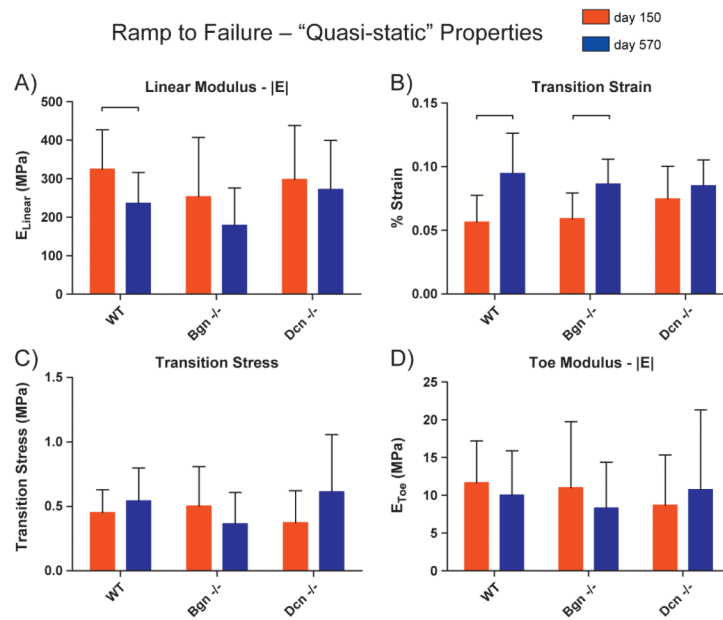 Ramp to Failure – “Quasi-static” Properties
day 150
day 570
A)
Linear Modulus - |E|
E_Linear (MPa)
500
400
300
200
100
0
WT
Bgn -/-
Dcn -/-
B)
Transition Strain
% Strain
0.15
0.10
0.05
0.00
WT
Bgn -/-
Dcn -/-
C)
Transition Stress
Transition Stress (MPa)
1.5
1.0
0.5
0.0
WT
Bgn -/-
Dcn -/-
D)
Toe Modulus - |E|
E_Toe (MPa)
25
20
15
10
5
0
WT
Bgn -/-
Dcn -/-